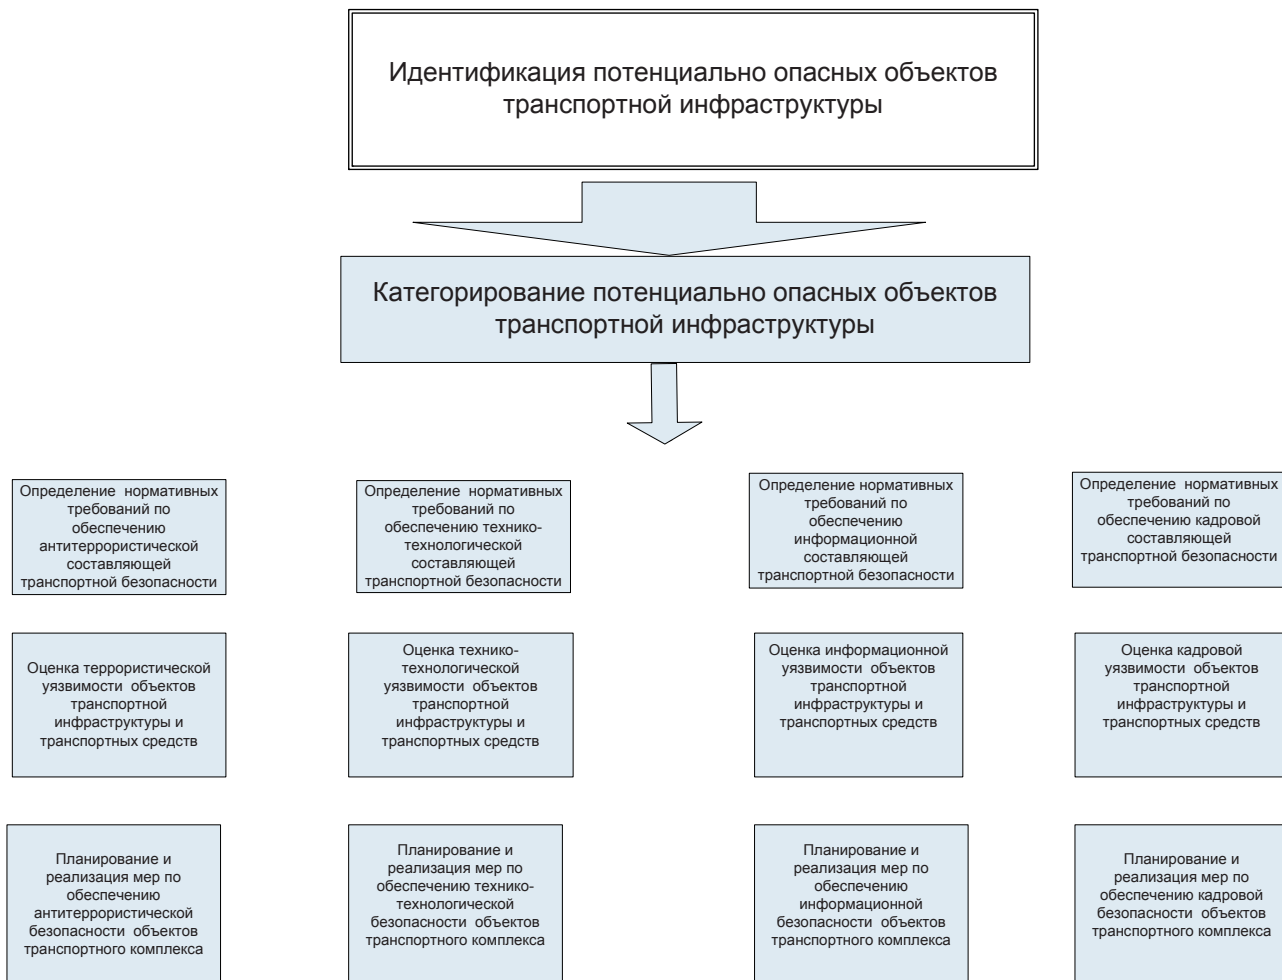 Идентификация потенциально опасных объектов
транспортной инфраструктуры
Категорирование потенциально опасных объектов
транспортной инфраструктуры
Определение нормативных
требований по
обеспечению
антитеррористической
составляющей
транспортной безопасности
Определение нормативных
требований по
обеспечению технико-
технологической
составляющей
транспортной безопасности
Определение нормативных
требований по
обеспечению
информационной
составляющей
транспортной безопасности
Определение нормативных
требований по
обеспечению кадровой
составляющей
транспортной безопасности
Оценка террористической
уязвимости объектов
транспортной
инфраструктуры и
транспортных средств
Оценка технико-
технологической
уязвимости объектов
транспортной
инфраструктуры и
транспортных средств
Оценка информационной
уязвимости объектов
транспортной
инфраструктуры и
транспортных средств
Оценка кадровой
уязвимости объектов
транспортной
инфраструктуры и
транспортных средств
Планирование и
реализация мер по
обеспечению
антитеррористической
безопасности объектов
транспортного комплекса
Планирование и
реализация мер по
обеспечению технико-
технологической
безопасности объектов
транспортного комплекса
Планирование и
реализация мер по
обеспечению
информационной
безопасности объектов
транспортного комплекса
Планирование и
реализация мер по
обеспечению кадровой
безопасности объектов
транспортного комплекса